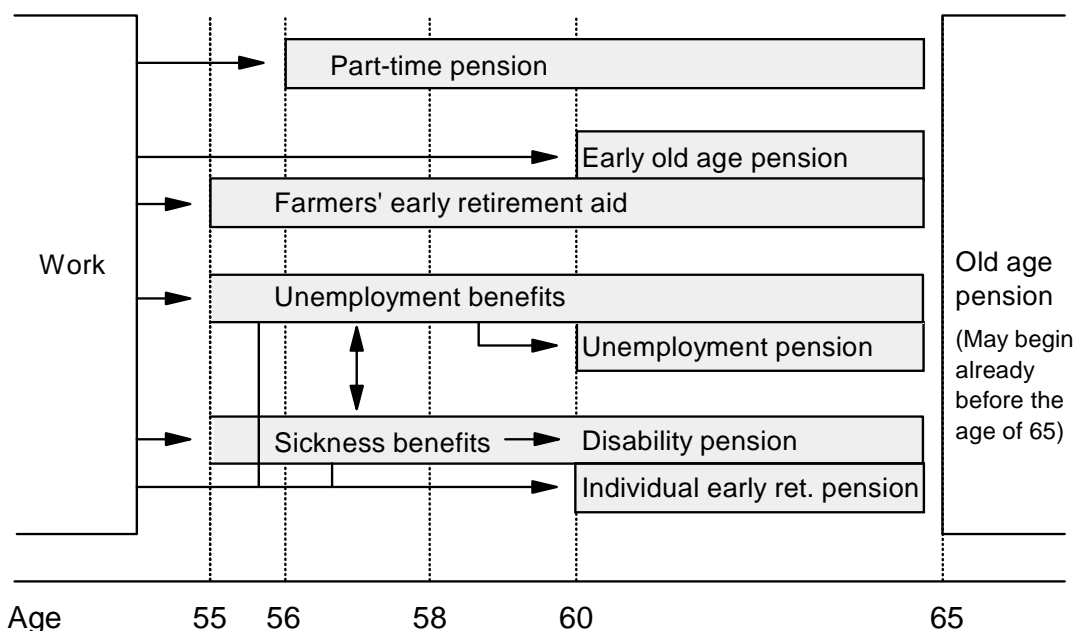 Part-time pension
Early old age pension
Farmers' early retirement aid
Work
Old age
pension
(May begin
already
before the
age of 65)
Unemployment benefits
Unemployment pension
Sickness benefits
Disability pension
Individual early ret. pension
Age 55 56 58 60 65